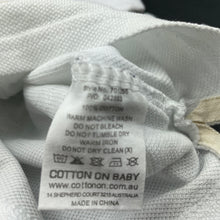 100% COTTON
WARM MACHINE WASH
DO NOT BLEACH
DO NOT TUMBLE DRY
WARM IRON
DO NOT DRY CLEAN (X)
COTTON ON BABY
www.cottonon.com.au
14 SHEPHERD COURT 3215 AUSTRALIA
MADE IN CHINA